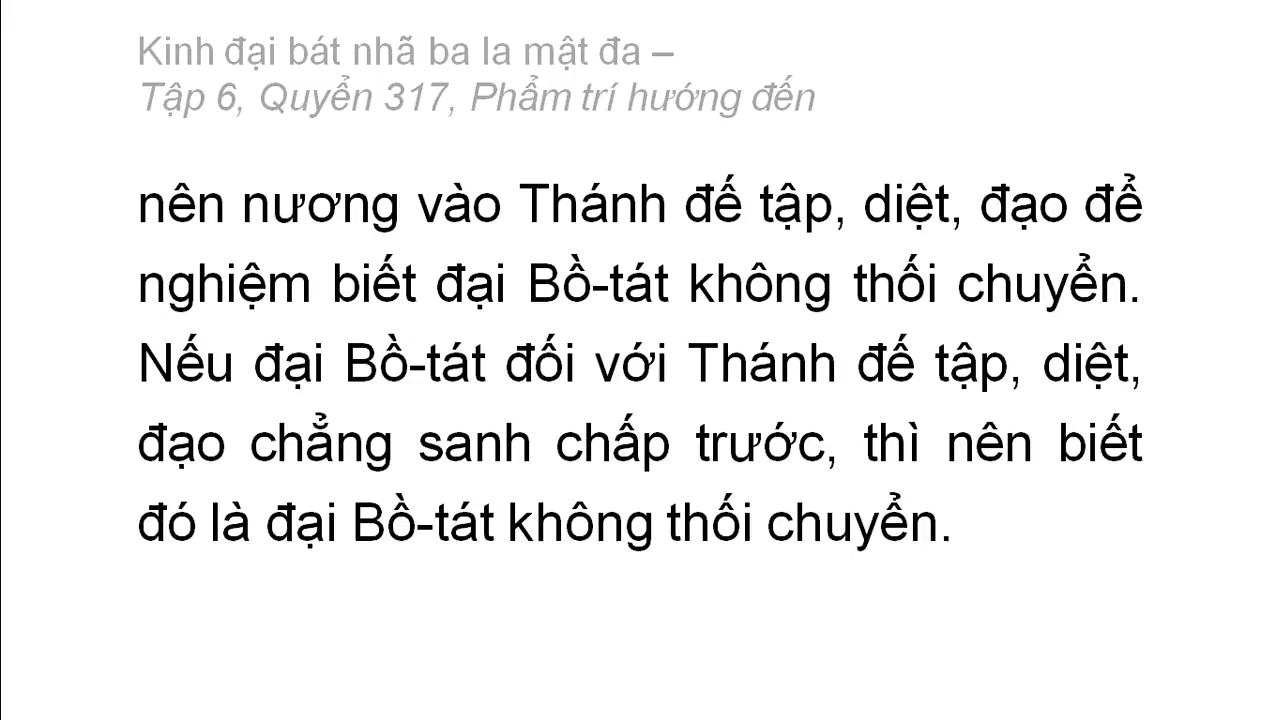 Kinh đại bát nhã ba la mật đa –
Tập 6, Quyển 317, Phẩm trí hướng đến
nên nương vào Thánh đế tập, diệt, đạo để
nghiệm biết đại Bồ-tát không thối chuyển.
Nếu đại Bồ-tát đối với Thánh đế tập, diệt,
đạo chẳng sanh chấp trước, thì nên biết
đó là đại Bồ-tát không thối chuyển.